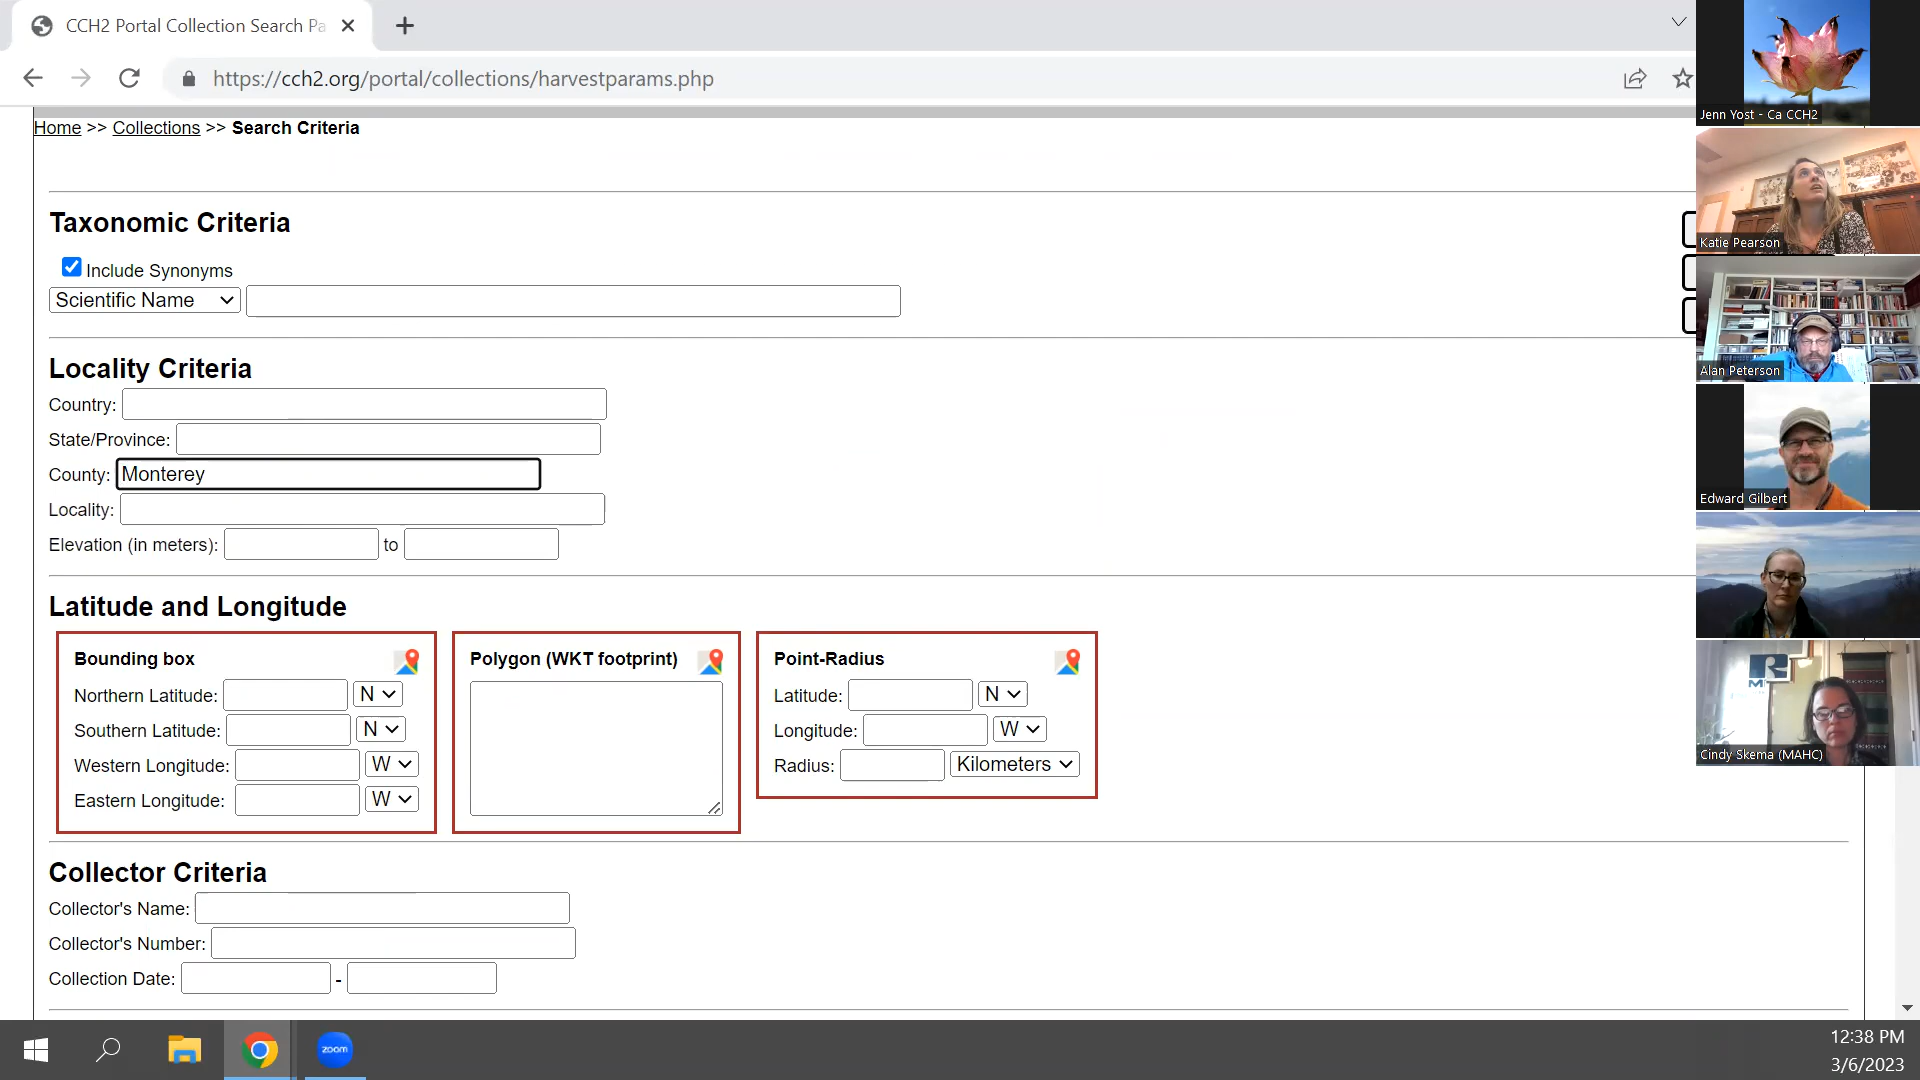 CCH2 Portal Collection Search Pa
https://cch2.org/portal/collections/harvestparams.php
Home >> Collections >> Search Criteria
Taxonomic Criteria
Include Synonyms
Scientific Name
Locality Criteria
Country:
State/Province:
County: Monterey
Locality:
Elevation (in meters): to
Latitude and Longitude
Bounding box
Northern Latitude: N
Southern Latitude: N
Western Longitude: W
Eastern Longitude: W
Polygon (WKT footprint)
Point-Radius
Latitude: N
Longitude: W
Radius: Kilometers
Collector Criteria
Collector's Name:
Collector's Number:
Collection Date: -
Jenn Yost - Ca CCH2
Katie Pearson
Alan Peterson
Edward Gilbert
Cindy Skema (MAHC)
zoom
12:38 PM
3/6/2023